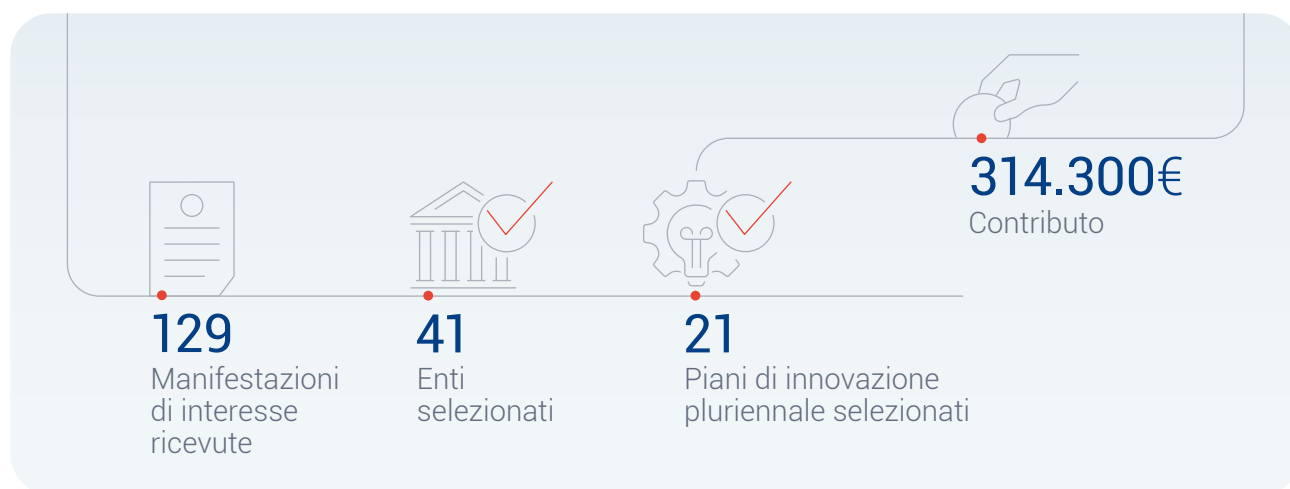 314.300€
Contributo
129
Manifestazioni
di interesse
ricevute
41
Enti
selezionati
21
Piani di innovazione
pluriennale selezionati